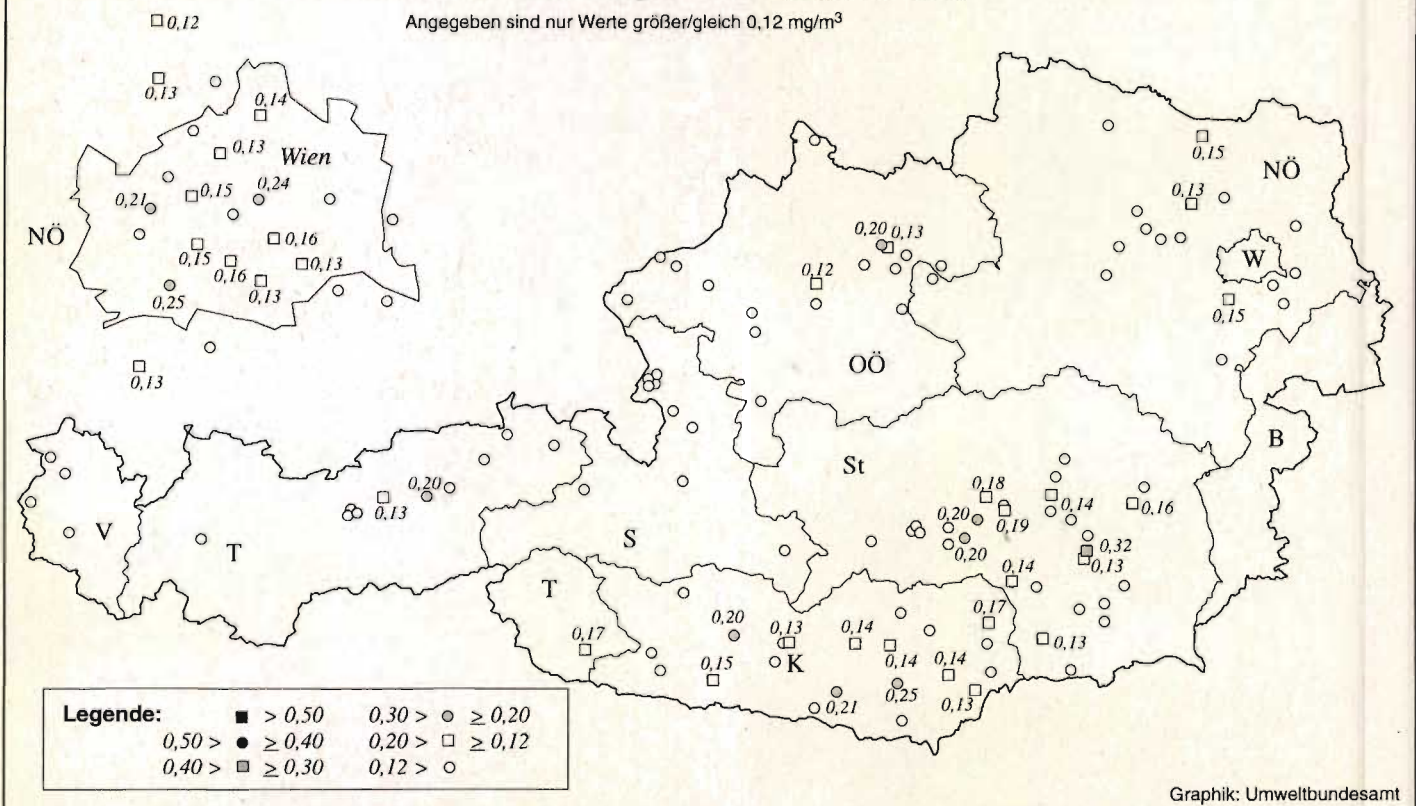 Angegeben sind nur Werte größer/gleich 0,12 mg/m³
0,12
0,13
0,14
0,13
Wien
0,15
0,24
0,21
NÖ
0,15
0,16
0,16
0,13
0,25
0,13
0,13
0,15
NÖ
0,13
0,20
0,13
W
0,12
0,15
OÖ
B
St
0,20
0,13
0,18
0,14
0,16
0,20
0,19
V
T
S
0,20
0,32
0,13
0,14
T
0,20
0,13
0,14
0,17
0,17
K
0,13
0,15
0,14
0,14
0,21
0,25
0,13
Legende:
■ > 0,50
0,30 > ● ≥ 0,20
0,50 > ● ≥ 0,40
0,20 > □ ≥ 0,12
0,40 > ■ ≥ 0,30
0,12 > ○
Graphik: Umweltbundesamt